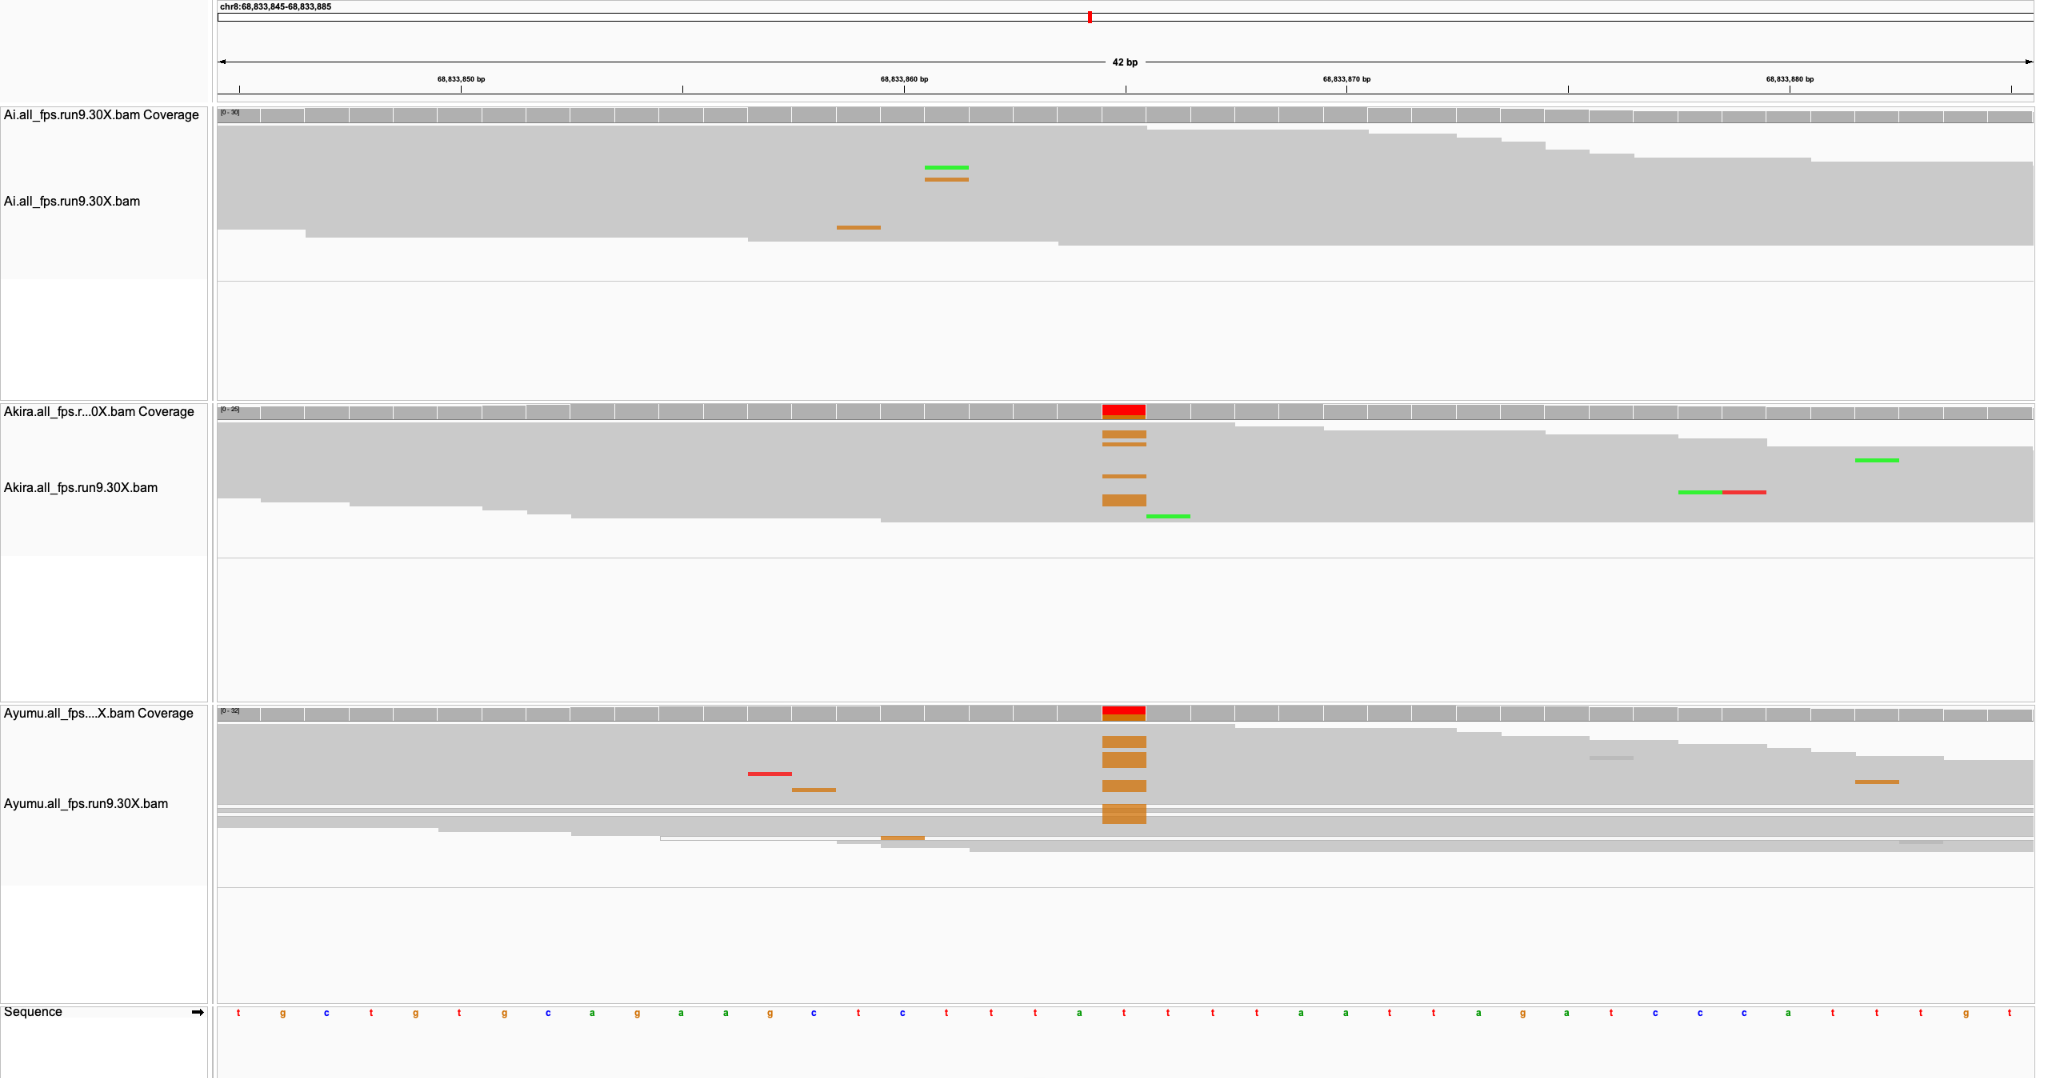 chr8:68,833,845-68,833,885
42 bp
68,833,850 bp 68,833,860 bp 68,833,870 bp 68,833,880 bp
Ai.all_fps.run9.30X.bam Coverage
[0 - 30]
Ai.all_fps.run9.30X.bam
Akira.all_fps.r...0X.bam Coverage
[0 - 25]
Akira.all_fps.run9.30X.bam
Ayumu.all_fps....X.bam Coverage
[0 - 32]
Ayumu.all_fps.run9.30X.bam
Sequence t g c t g t g c a g a a g c t c t t t a t t t t a a t t a g a t c c c a t t t g t